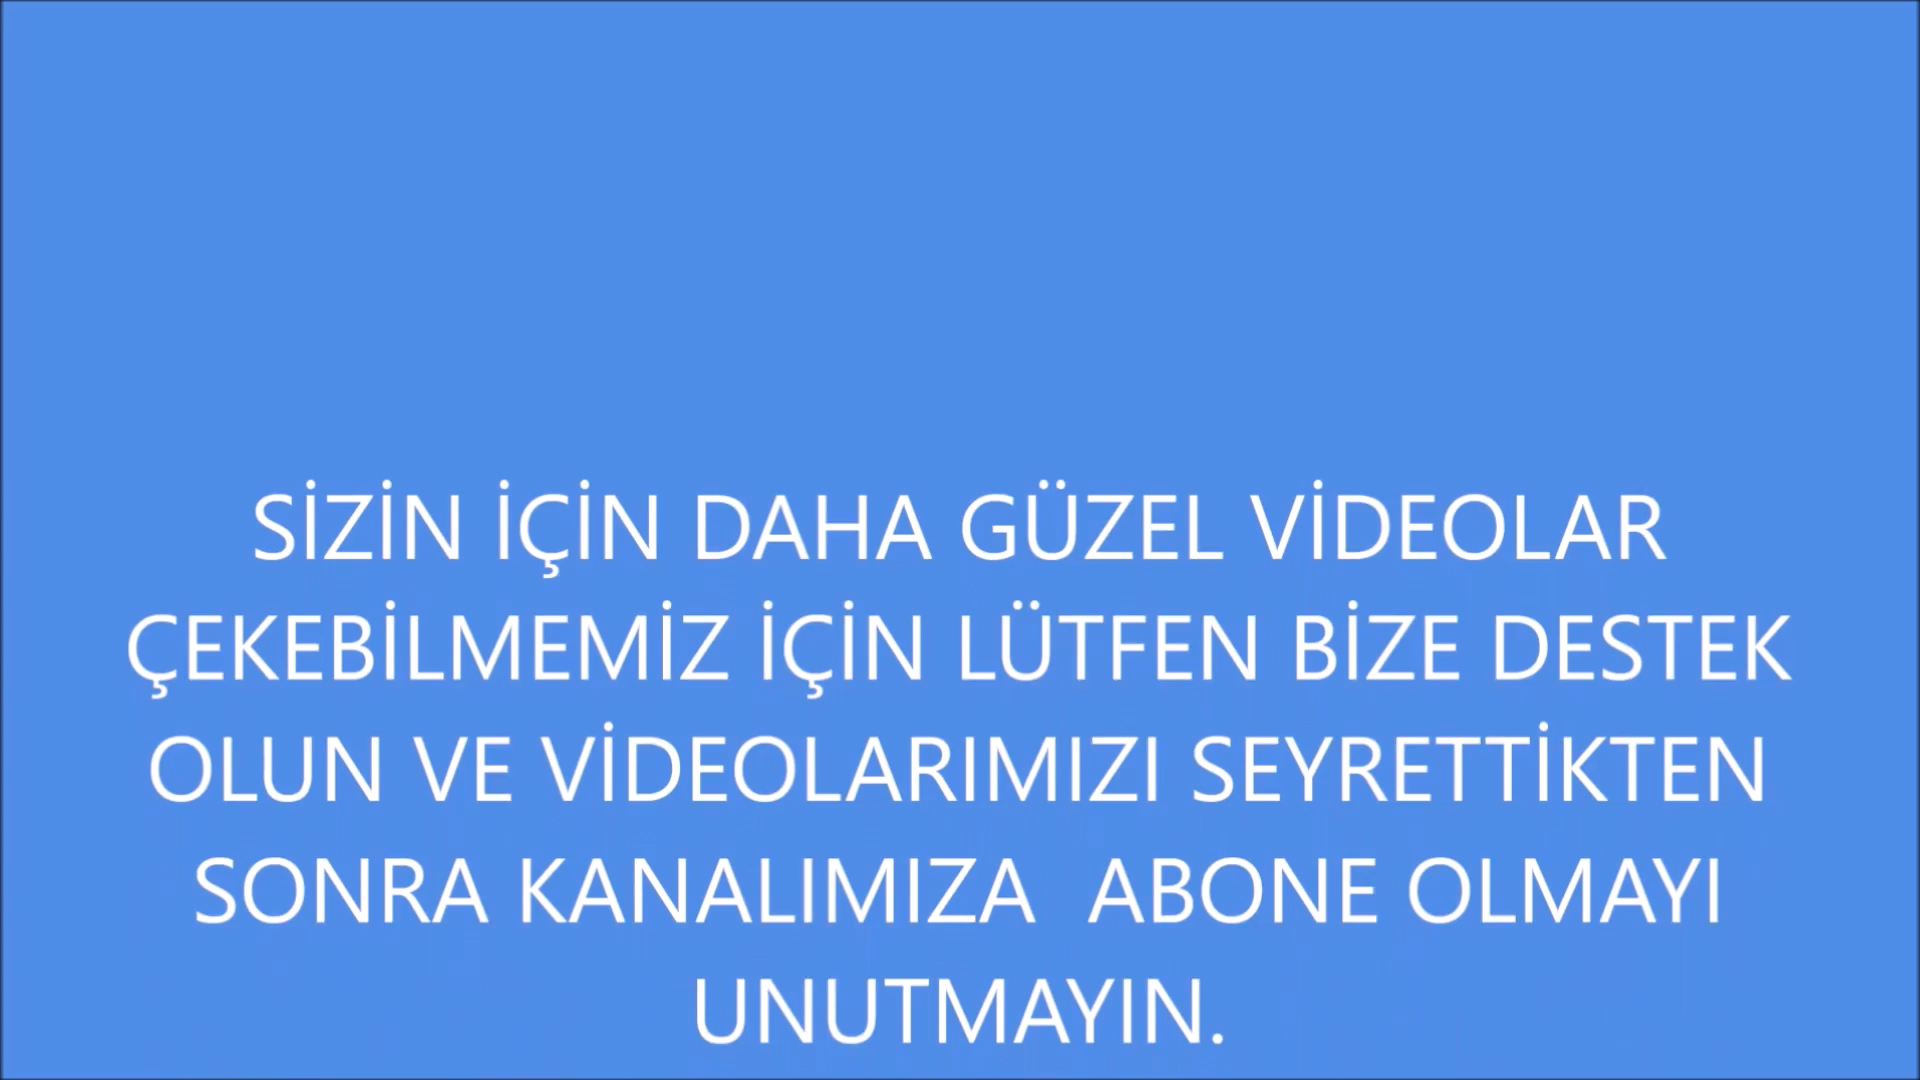 SİZİN İÇİN DAHA GÜZEL VİDEOLAR
ÇEKEBİLMEMİZ İÇİN LÜTFEN BİZE DESTEK
OLUN VE VİDEOLARIMIZI SEYRETTİKTEN
SONRA KANALIMIZA  ABONE OLMAYI
UNUTMAYIN.